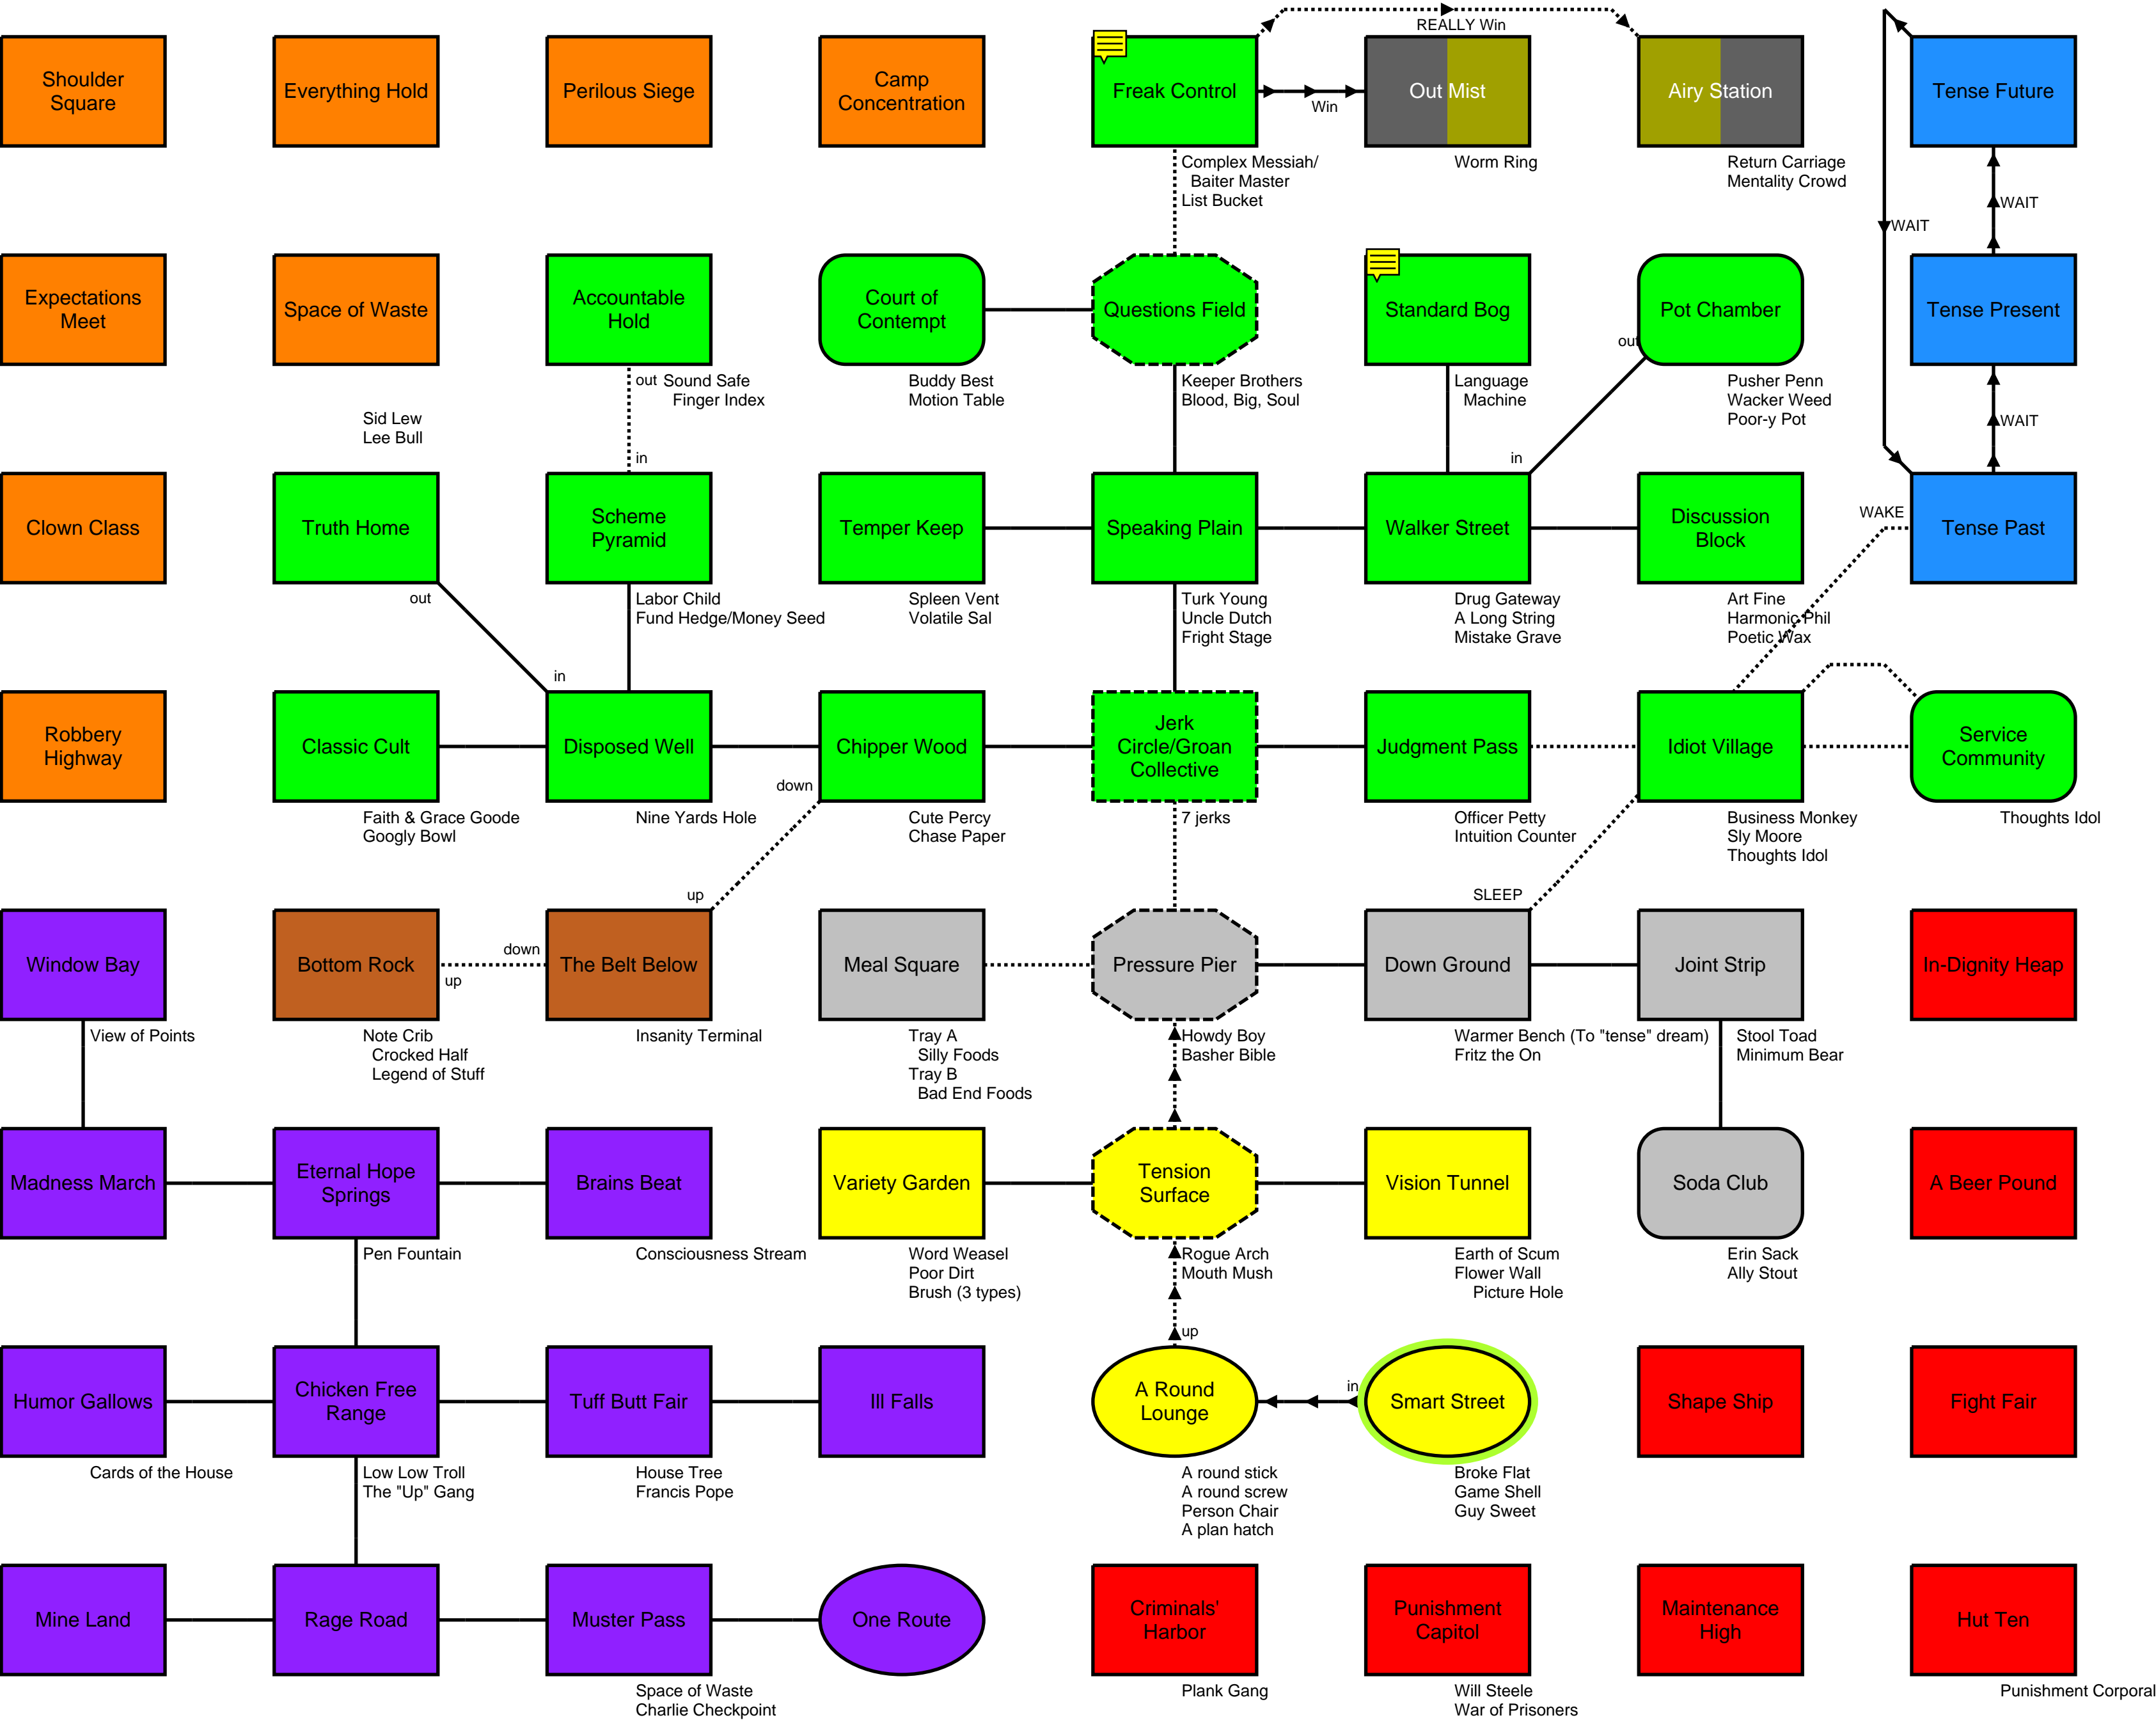 REALLY Win
Shoulder
Square
Everything Hold
Perilous Siege
Camp
Concentration
Freak Control
Win
Out Mist
Airy Station
Tense Future
Complex Messiah/
Baiter Master
List Bucket
Worm Ring
Return Carriage
Mentality Crowd
WAIT
WAIT
Expectations
Meet
Space of Waste
Accountable
Hold
Court of
Contempt
Questions Field
Standard Bog
Pot Chamber
Tense Present
out
out
Sound Safe
Finger Index
Buddy Best
Motion Table
Keeper Brothers
Blood, Big, Soul
Language
Machine
Pusher Penn
Wacker Weed
Poor-y Pot
WAIT
Sid Lew
Lee Bull
in
in
Clown Class
Truth Home
Scheme
Pyramid
Temper Keep
Speaking Plain
Walker Street
Discussion
Block
WAKE
Tense Past
out
Labor Child
Fund Hedge/Money Seed
Spleen Vent
Volatile Sal
Turk Young
Uncle Dutch
Fright Stage
Drug Gateway
A Long String
Mistake Grave
Art Fine
Harmonic Phil
Poetic Wax
in
Robbery
Highway
Classic Cult
Disposed Well
Chipper Wood
Jerk
Circle/Groan
Collective
Judgment Pass
Idiot Village
Service
Community
down
Faith & Grace Goode
Googly Bowl
Nine Yards Hole
Cute Percy
Chase Paper
7 jerks
Officer Petty
Intuition Counter
Business Monkey
Sly Moore
Thoughts Idol
Thoughts Idol
up
SLEEP
Window Bay
Bottom Rock
down
up
The Belt Below
Meal Square
Pressure Pier
Down Ground
Joint Strip
In-Dignity Heap
View of Points
Note Crib
Crocked Half
Legend of Stuff
Insanity Terminal
Tray A
Silly Foods
Tray B
Bad End Foods
Howdy Boy
Basher Bible
Warmer Bench (To "tense" dream)
Fritz the On
Stool Toad
Minimum Bear
Madness March
Eternal Hope
Springs
Brains Beat
Variety Garden
Tension
Surface
Vision Tunnel
Soda Club
A Beer Pound
Pen Fountain
Consciousness Stream
Word Weasel
Poor Dirt
Brush (3 types)
Rogue Arch
Mouth Mush
Earth of Scum
Flower Wall
Picture Hole
Erin Sack
Ally Stout
up
Humor Gallows
Chicken Free
Range
Tuff Butt Fair
Ill Falls
A Round
Lounge
in
Smart Street
Shape Ship
Fight Fair
Cards of the House
Low Low Troll
The "Up" Gang
House Tree
Francis Pope
A round stick
A round screw
Person Chair
A plan hatch
Broke Flat
Game Shell
Guy Sweet
Mine Land
Rage Road
Muster Pass
One Route
Criminals'
Harbor
Punishment
Capitol
Maintenance
High
Hut Ten
Space of Waste
Charlie Checkpoint
Plank Gang
Will Steele
War of Prisoners
Punishment Corporal